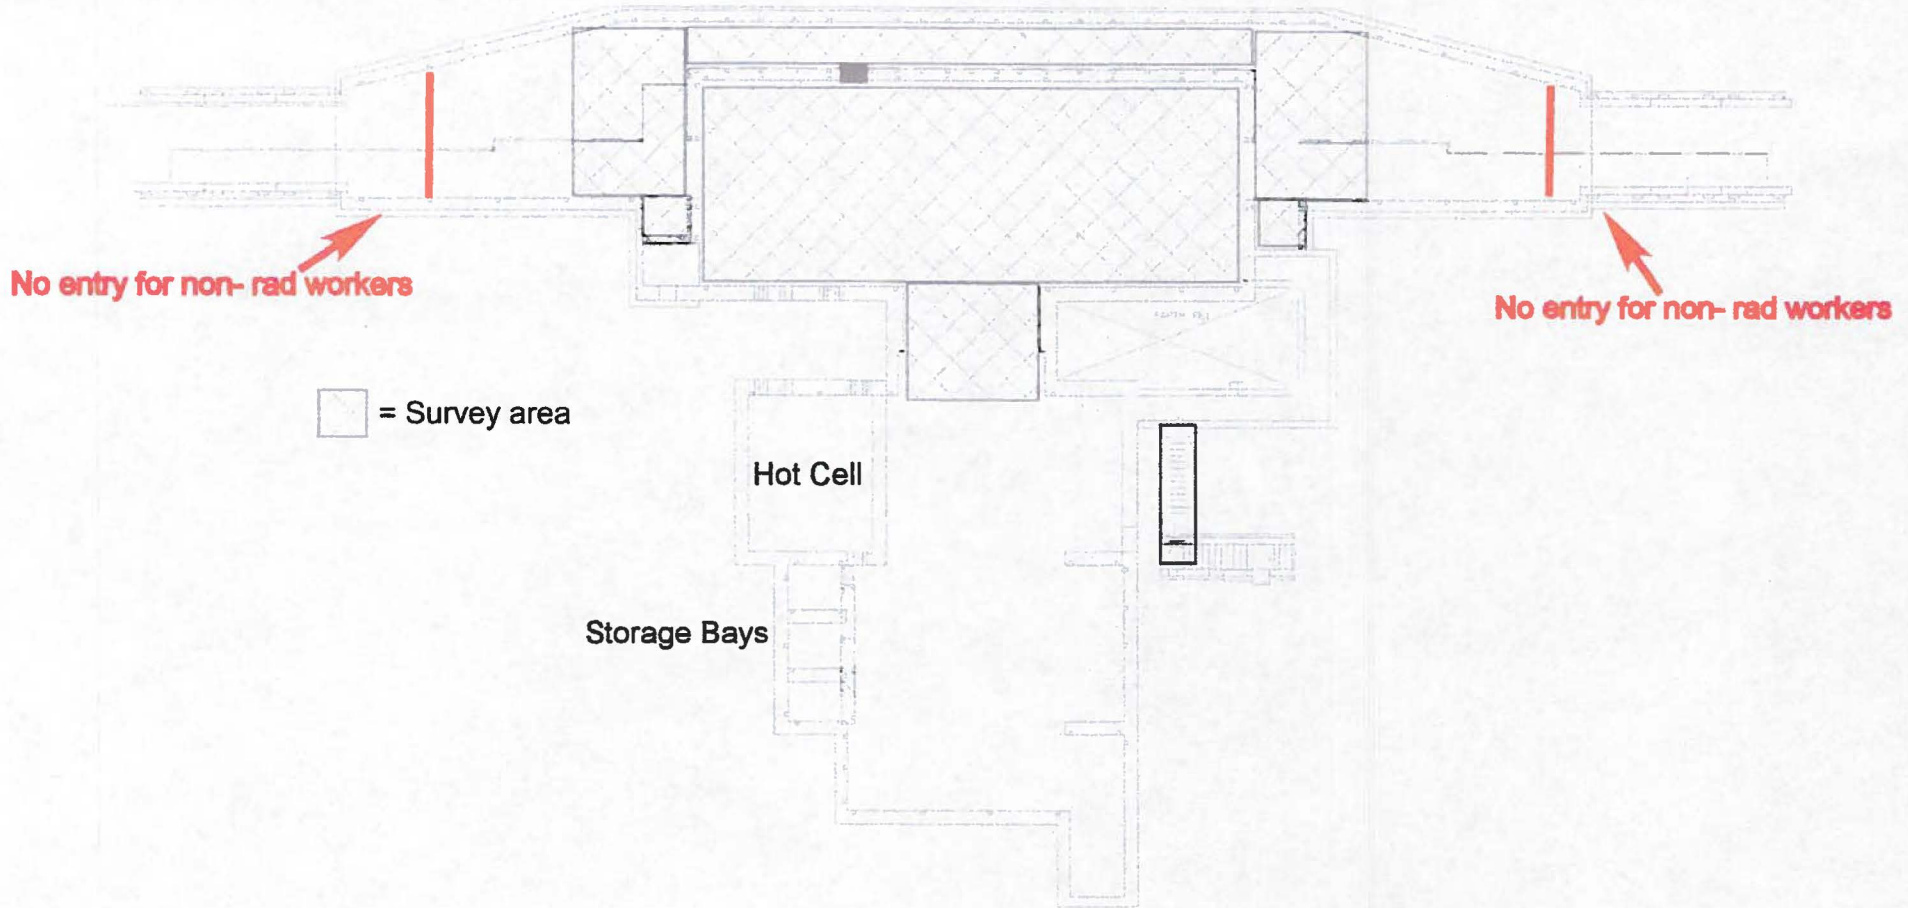 No entry for non- rad workers
No entry for non- rad workers
= Survey area
Hot Cell
Storage Bays